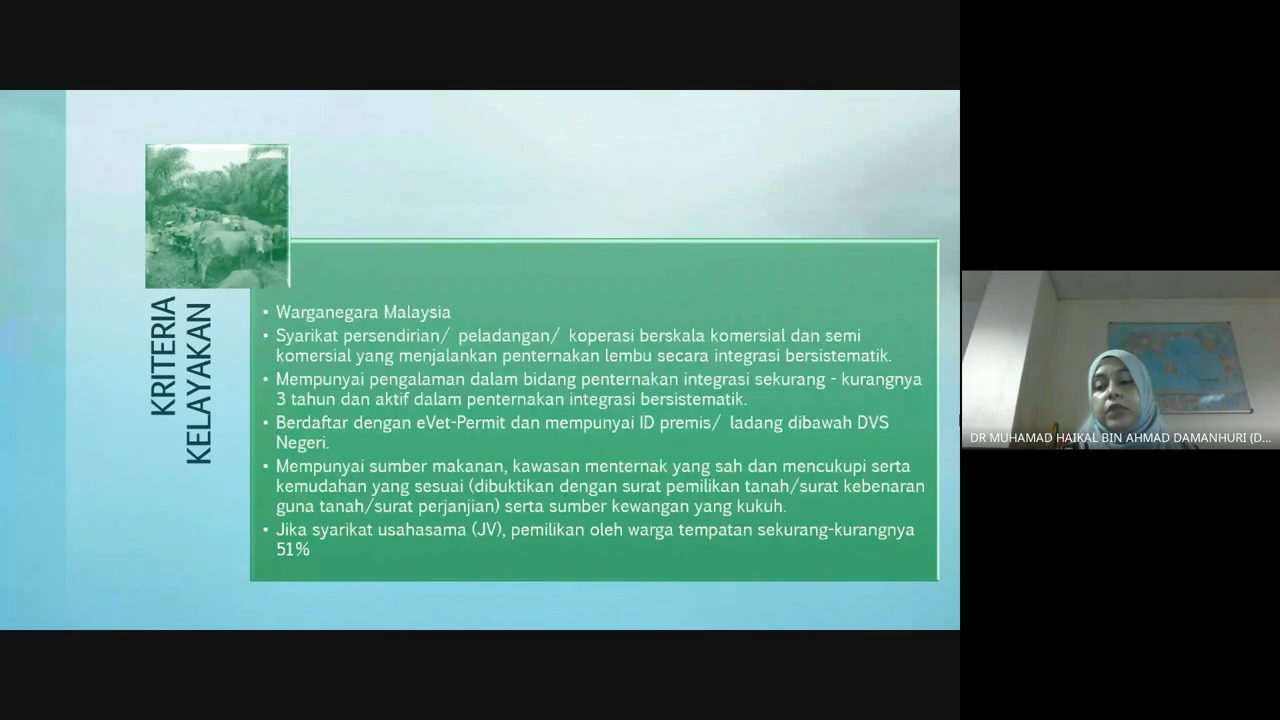 KRITERIA
KELAYAKAN
• Warganegara Malaysia
• Syarikat persendirian/ peladangan/ koperasi berskala komersial dan semi
komersial yang menjalankan penternakan lembu secara integrasi bersistematik.
• Mempunyai pengalaman dalam bidang penternakan integrasi sekurang - kurangnya
3 tahun dan aktif dalam penternakan integrasi bersistematik.
• Berdaftar dengan eVet-Permit dan mempunyai ID premis/ ladang dibawah DVS
Negeri.
• Mempunyai sumber makanan, kawasan menternak yang sah dan mencukupi serta
kemudahan yang sesuai (dibuktikan dengan surat pemilikan tanah/surat kebenaran
guna tanah/surat perjanjian) serta sumber kewangan yang kukuh.
• Jika syarikat usahasama (JV), pemilikan oleh warga tempatan sekurang-kurangnya
51%
DR MUHAMAD HAIKAL BIN AHMAD DAMANHURI (D...